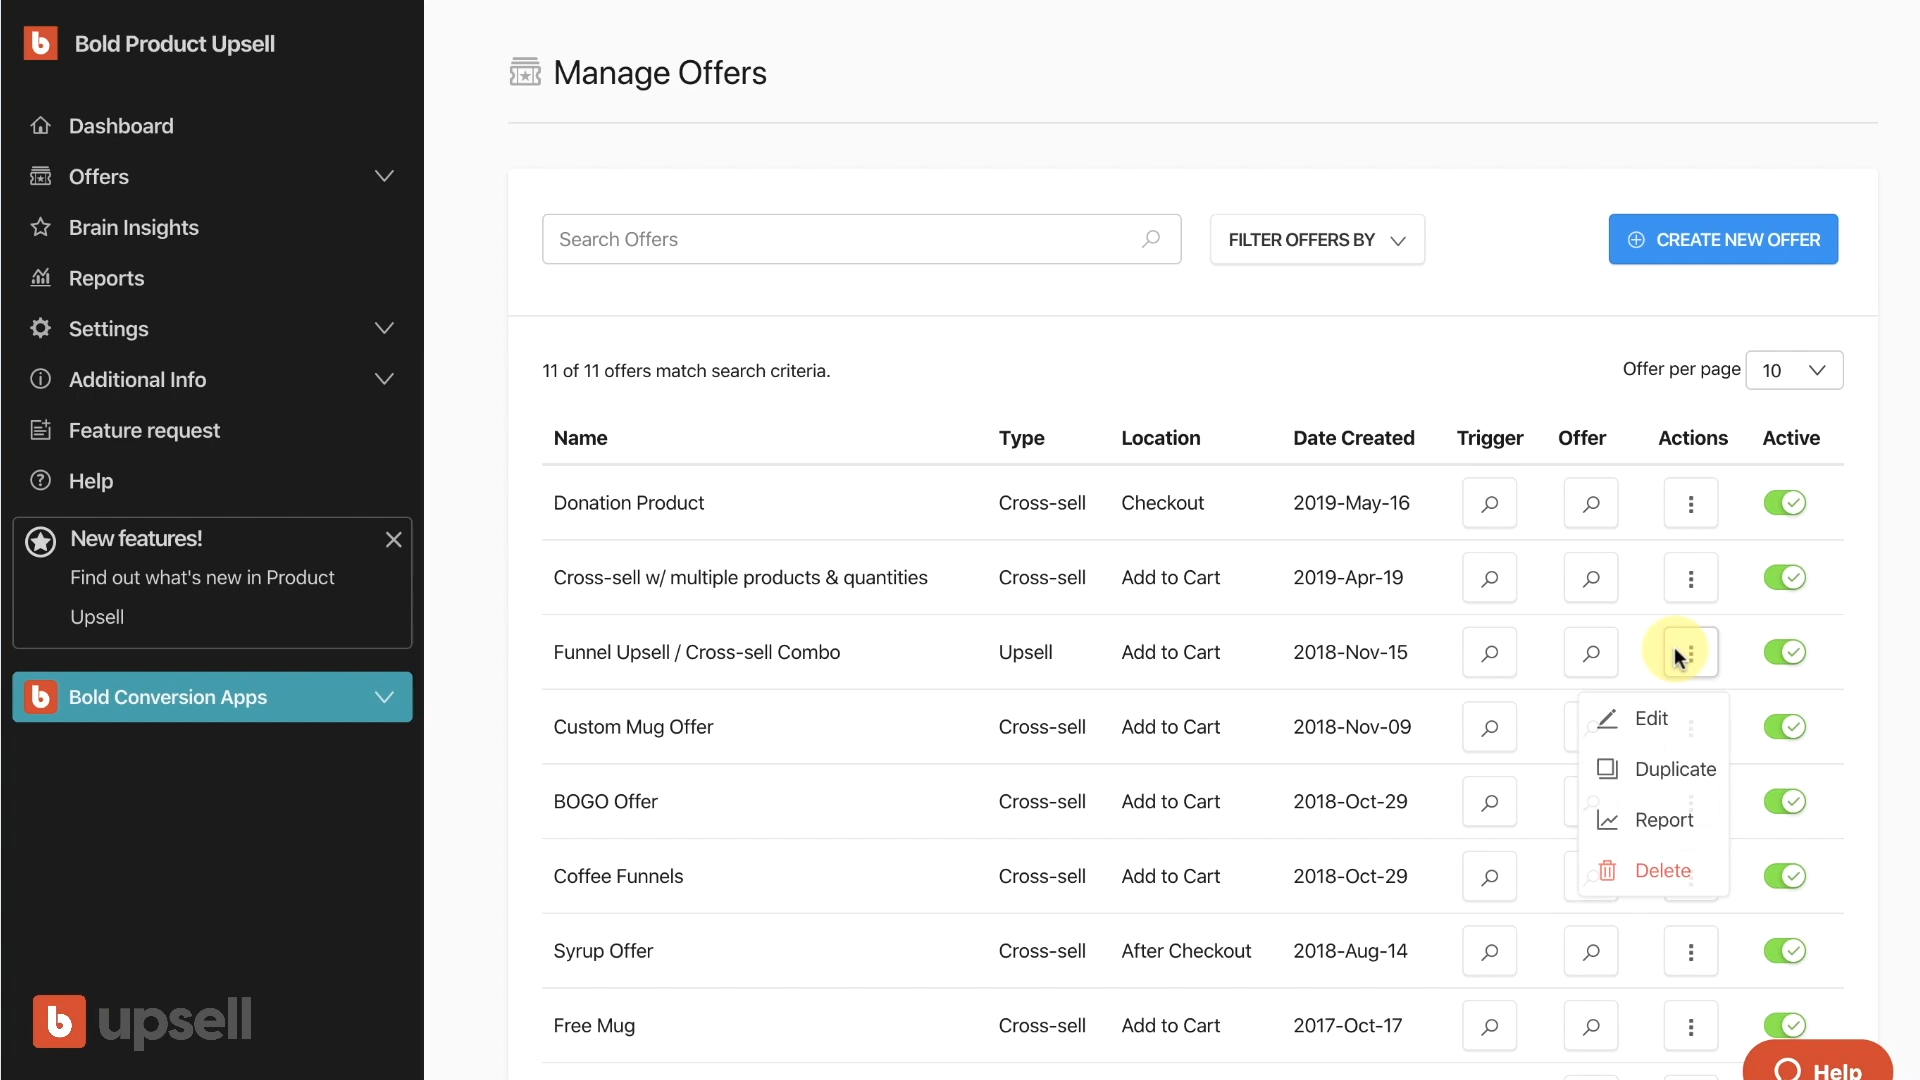 Bold Product Upsell
Dashboard
Offers
Brain Insights
Reports
Settings
Additional Info
Feature request
Help
New features!
Find out what's new in Product
Upsell
Bold Conversion Apps
upsell
Manage Offers
Search Offers
FILTER OFFERS BY
CREATE NEW OFFER
11 of 11 offers match search criteria.
Offer per page 10
Name Type Location Date Created Trigger Offer Actions Active
Donation Product Cross-sell Checkout 2019-May-16
Cross-sell w/ multiple products & quantities Cross-sell Add to Cart 2019-Apr-19
Funnel Upsell / Cross-sell Combo Upsell Add to Cart 2018-Nov-15
Custom Mug Offer Cross-sell Add to Cart 2018-Nov-09
BOGO Offer Cross-sell Add to Cart 2018-Oct-29
Coffee Funnels Cross-sell Add to Cart 2018-Oct-29
Syrup Offer Cross-sell After Checkout 2018-Aug-14
Free Mug Cross-sell Add to Cart 2017-Oct-17
Edit
Duplicate
Report
Delete
Help